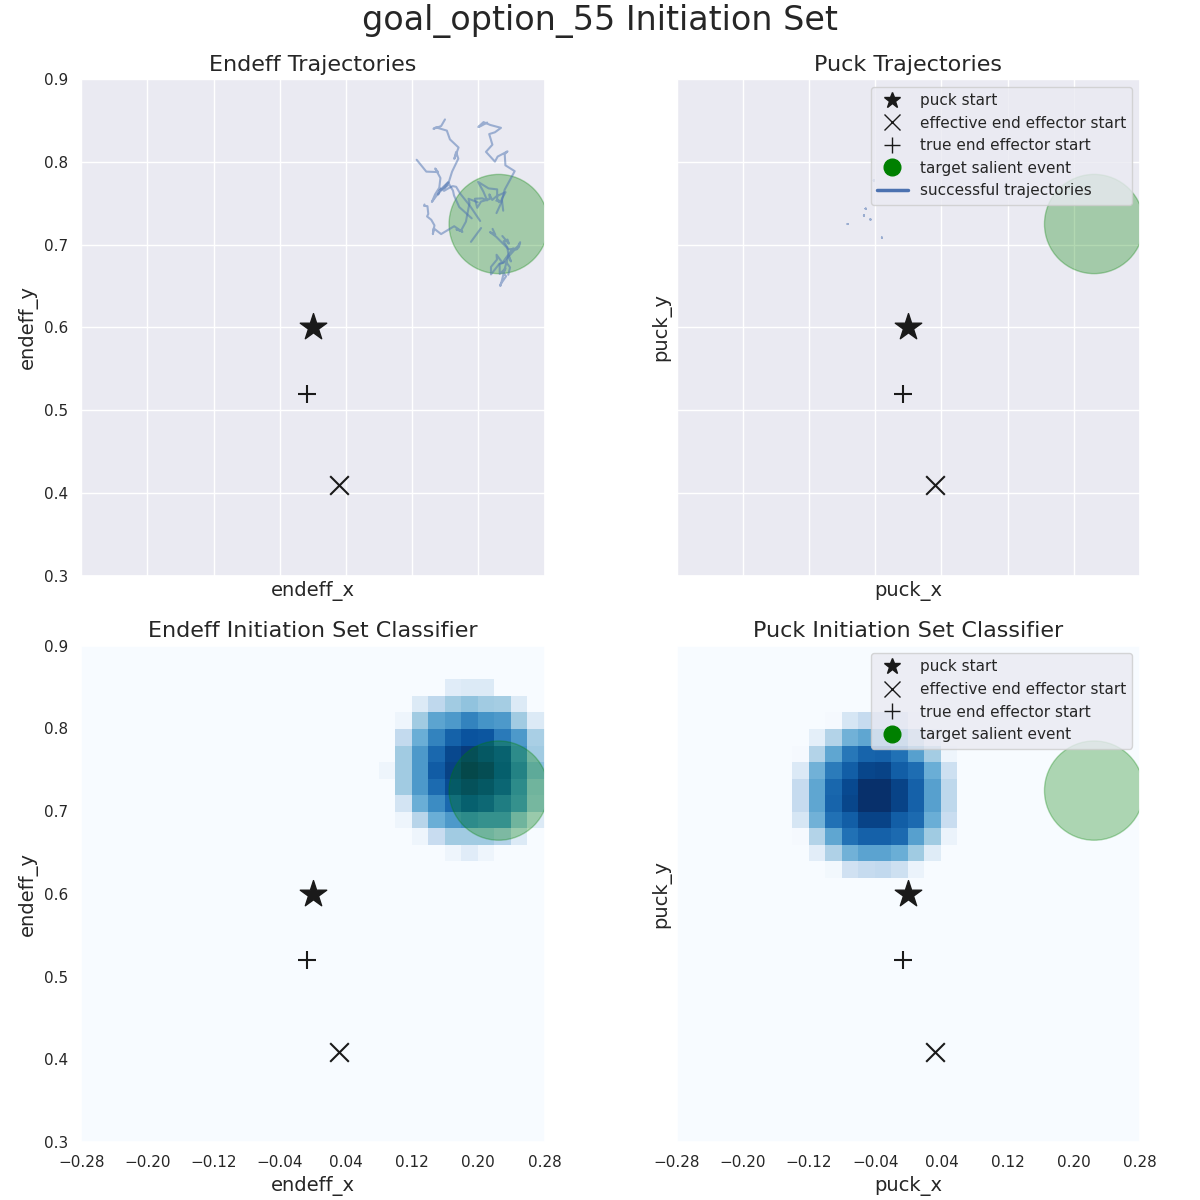 goal_option_55 Initiation Set
Endeff Trajectories
0.9
0.8
0.7
0.6
0.5
0.4
0.3
endeff_y
endeff_x
Puck Trajectories
puck start
effective end effector start
true end effector start
target salient event
successful trajectories
puck_y
puck_x
Endeff Initiation Set Classifier
0.9
0.8
0.7
0.6
0.5
0.4
0.3
endeff_y
−0.28 −0.20 −0.12 −0.04 0.04 0.12 0.20 0.28
endeff_x
Puck Initiation Set Classifier
puck start
effective end effector start
true end effector start
target salient event
puck_y
−0.28 −0.20 −0.12 −0.04 0.04 0.12 0.20 0.28
puck_x